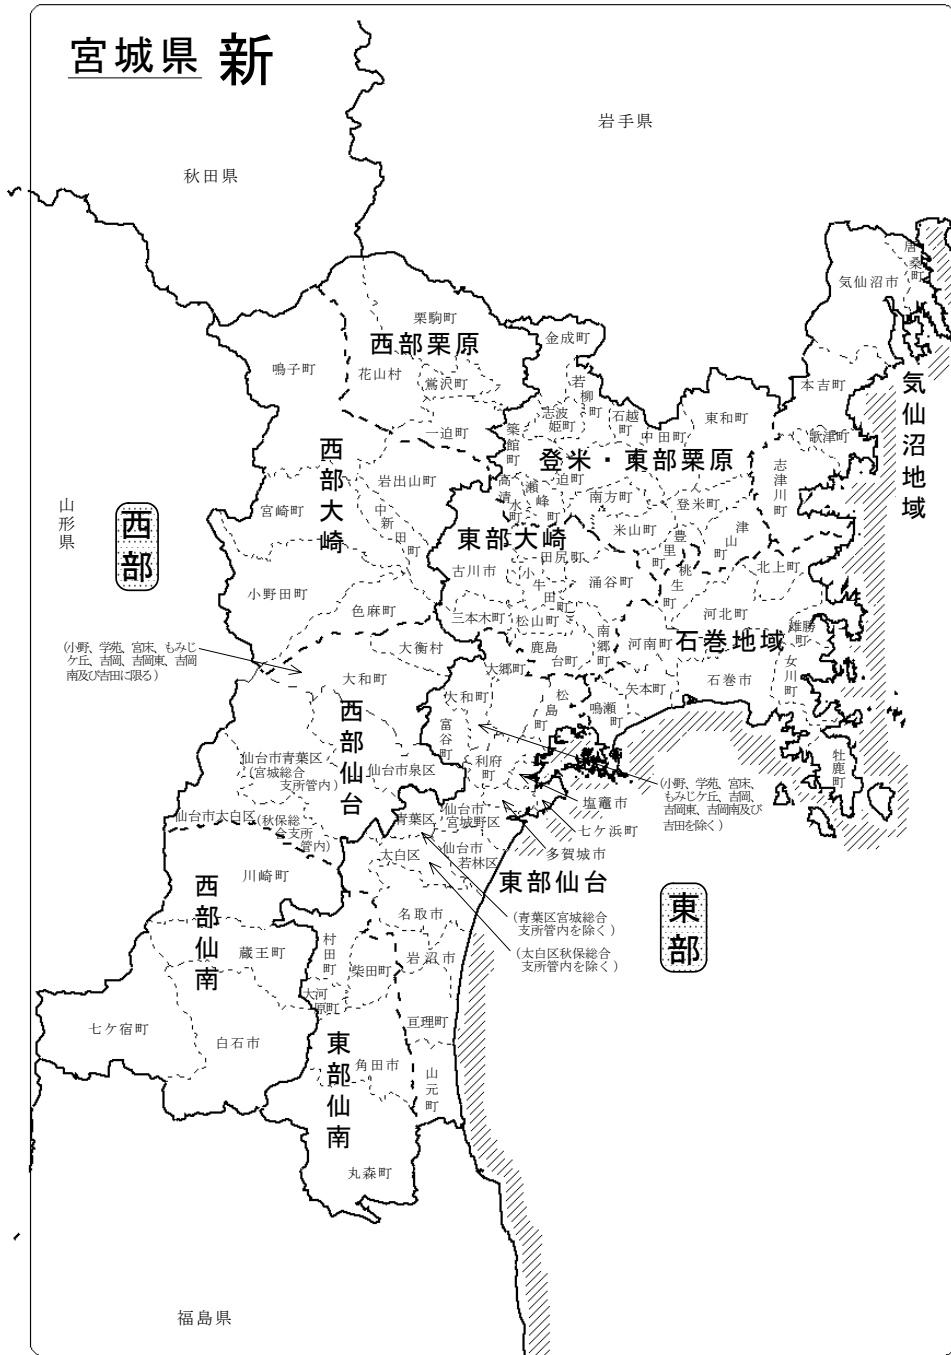 宮城県 新
岩手県
秋田県
唐桑町
気仙沼市
栗駒町
金成町
西部栗原
鳴子町
花山村
鶯沢町
若柳町
本吉町
気仙沼地域
志波姫町
石越町
東和町
築館町
中田町
一迫町
歌津町
西部大崎
登米・東部栗原
迫町
志津川町
岩出山町
高清水町
瀬峰町
南方町
登米町
宮崎町
中新田町
米山町
豊里町
津山町
山形県
西部
東部大崎
田尻町
古川市
小牛田町
涌谷町
桃生町
北上町
小野田町
色麻町
三本木町
松山町
河北町
雄勝町
大衡村
鹿島台町
南郷町
河南町
石巻地域
(小野、学苑、宮床、もみじ
ケ丘、吉岡、吉岡東、吉岡
南及び吉田に限る)
大郷町
女川町
大和町
石巻市
矢本町
大和町
松島町
鳴瀬町
西部仙台
富谷町
仙台市青葉区
(宮城総合
支所管内)
仙台市泉区
利府町
牡鹿町
(小野、学苑、宮床、
もみじケ丘、吉岡、
吉岡東、吉岡南及び
吉田を除く)
塩竈市
仙台市太白区
(秋保総
合支所
管内)
青葉区
仙台市
宮城野区
七ケ浜町
太白区
仙台市
若林区
多賀城市
川崎町
東部仙台
西部仙南
東部
名取市
(青葉区宮城総合
支所管内を除く)
蔵王町
村田町
柴田町
岩沼市
(太白区秋保総合
支所管内を除く)
大河原町
七ケ宿町
白石市
亘理町
東部仙南
角田市
山元町
丸森町
福島県